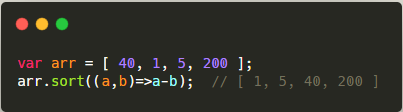 var arr = [ 40, 1, 5, 200 ];
arr.sort((a,b)=>a-b);  // [ 1, 5, 40, 200 ]